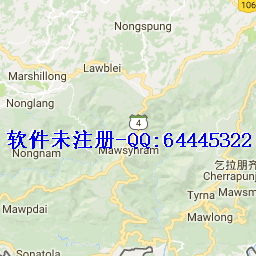 106
Nongspung
Lawblei
Marshillong
Nonglang
4
软件未注册-QQ:64445322
Nongnam
Mawsynram
乞拉朋齐
Cherrapunj
Tyrna
Mawsm
Mawpdai
Mawlong
Sonatola